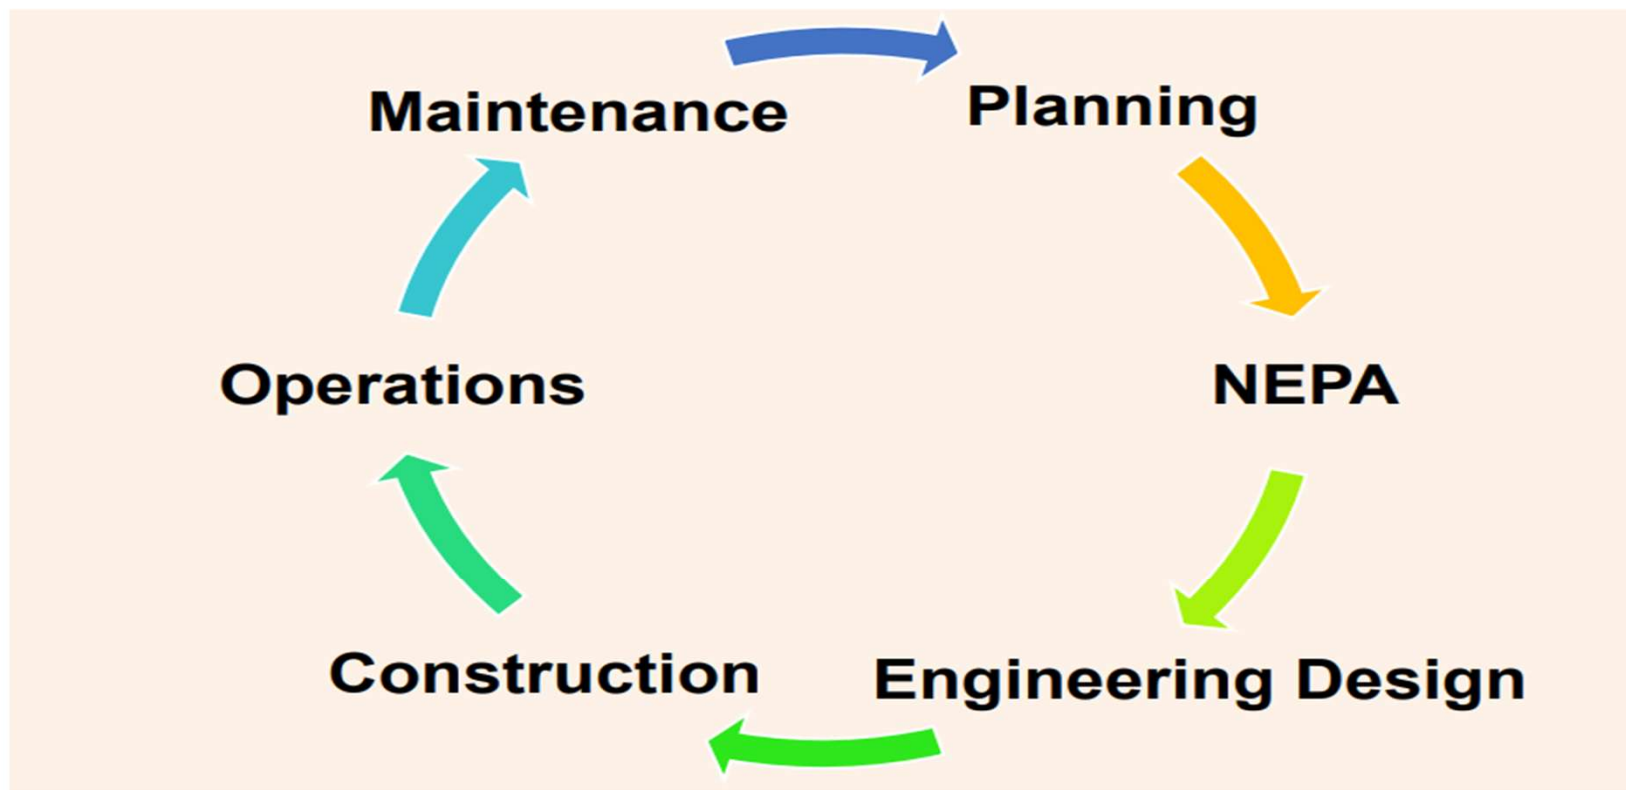 Maintenance
Planning
Operations
NEPA
Construction
Engineering Design